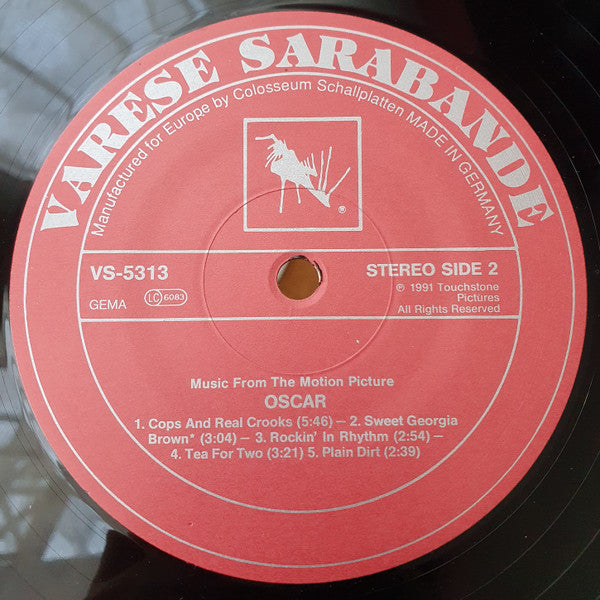 VARESE SARABANDE
Manufactured for Europe by Colosseum Schallplatten MADE IN GERMANY
®
VS-5313
STEREO SIDE 2
GEMA
LC 6083
℗ 1991 Touchstone
Pictures
All Rights Reserved
Music From The Motion Picture
OSCAR
1. Cops And Real Crooks (5:46) – 2. Sweet Georgia
Brown* (3:04) – 3. Rockin' In Rhythm (2:54) –
4. Tea For Two (3:21) 5. Plain Dirt (2:39)